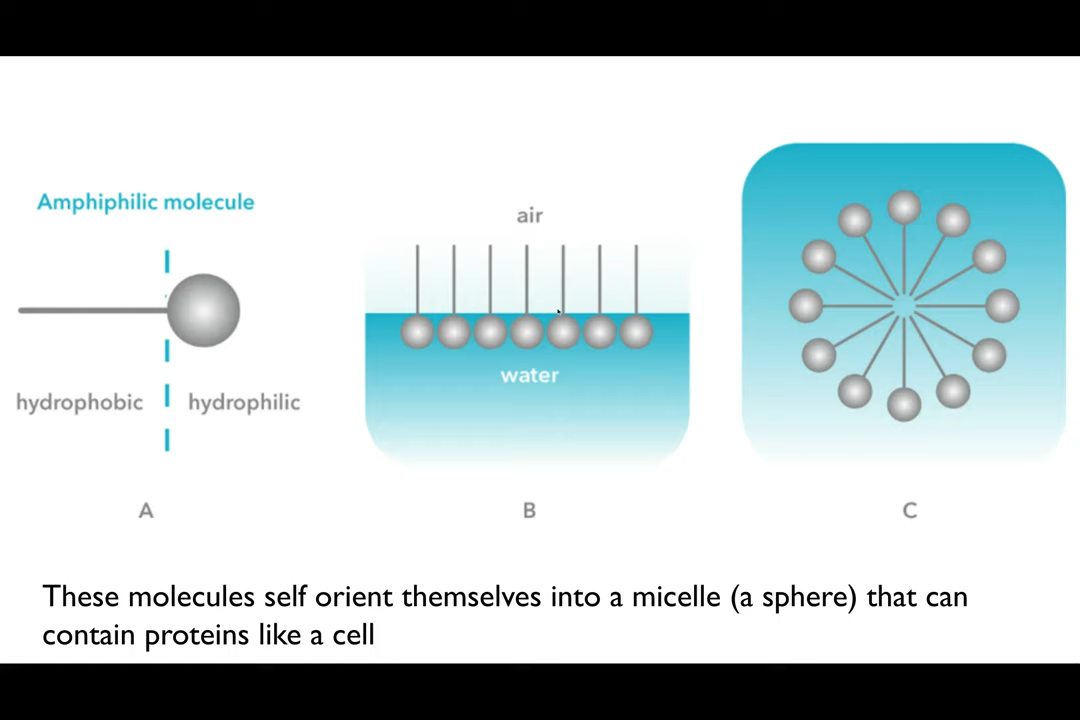 Amphiphilic molecule
air
water
hydrophobic
hydrophilic
A
B
C
These molecules self orient themselves into a micelle (a sphere) that can
contain proteins like a cell